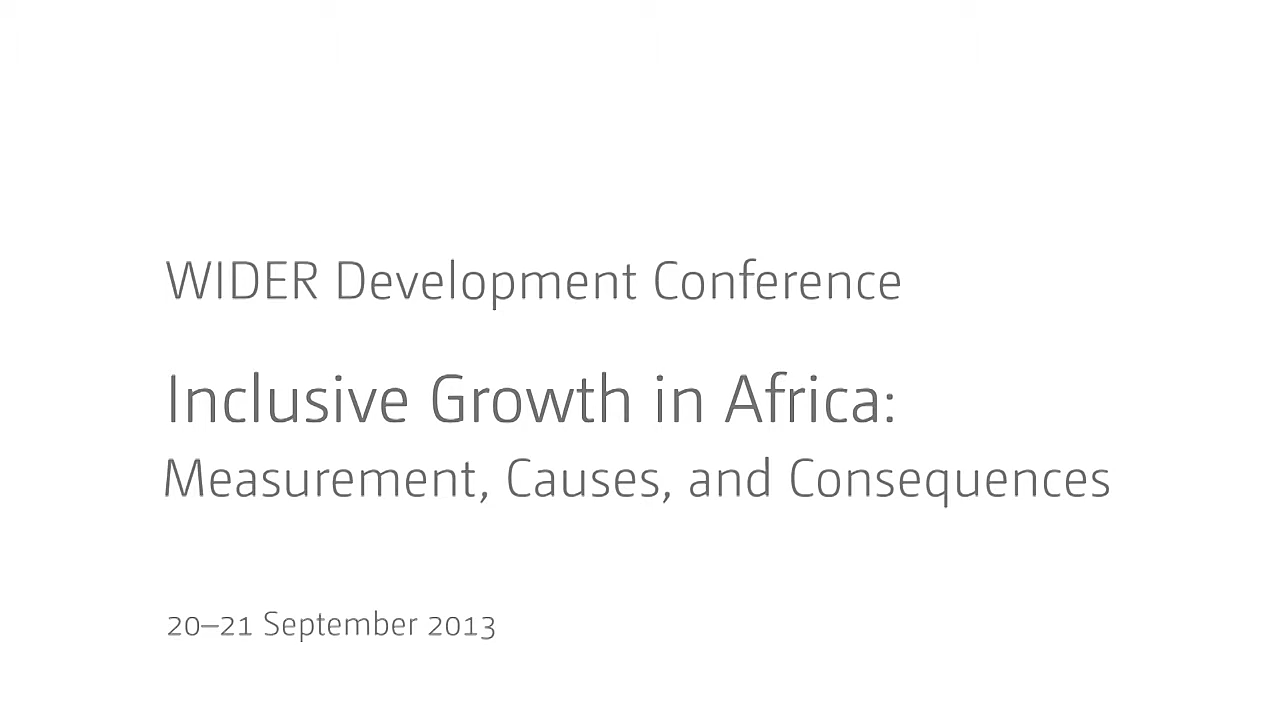 WIDER Development Conference
Inclusive Growth in Africa:
Measurement, Causes, and Consequences
20–21 September 2013